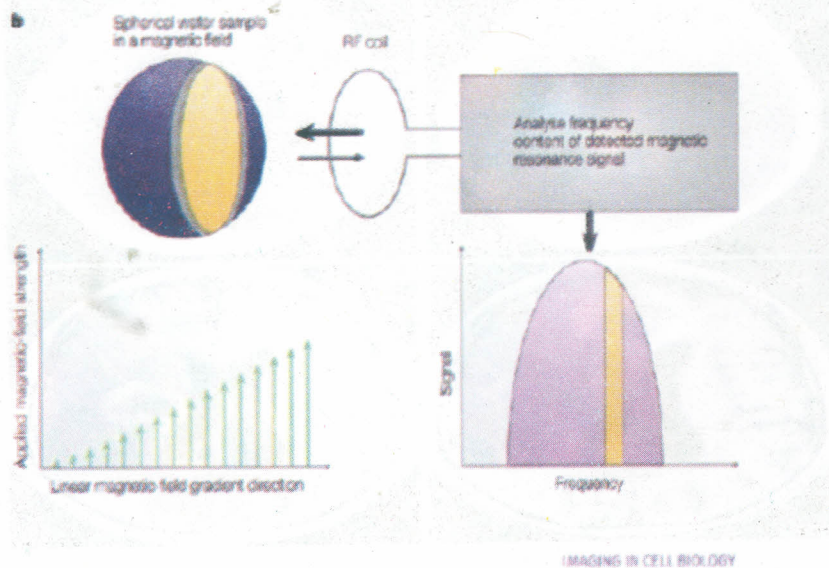 b
Spherical water sample
in a magnetic field
RF coil
Analyse frequency
content of detected magnetic
resonance signal
Applied magnetic-field strength
Linear magnetic-field gradient direction
Signal
Frequency
IMAGING IN CELL BIOLOGY